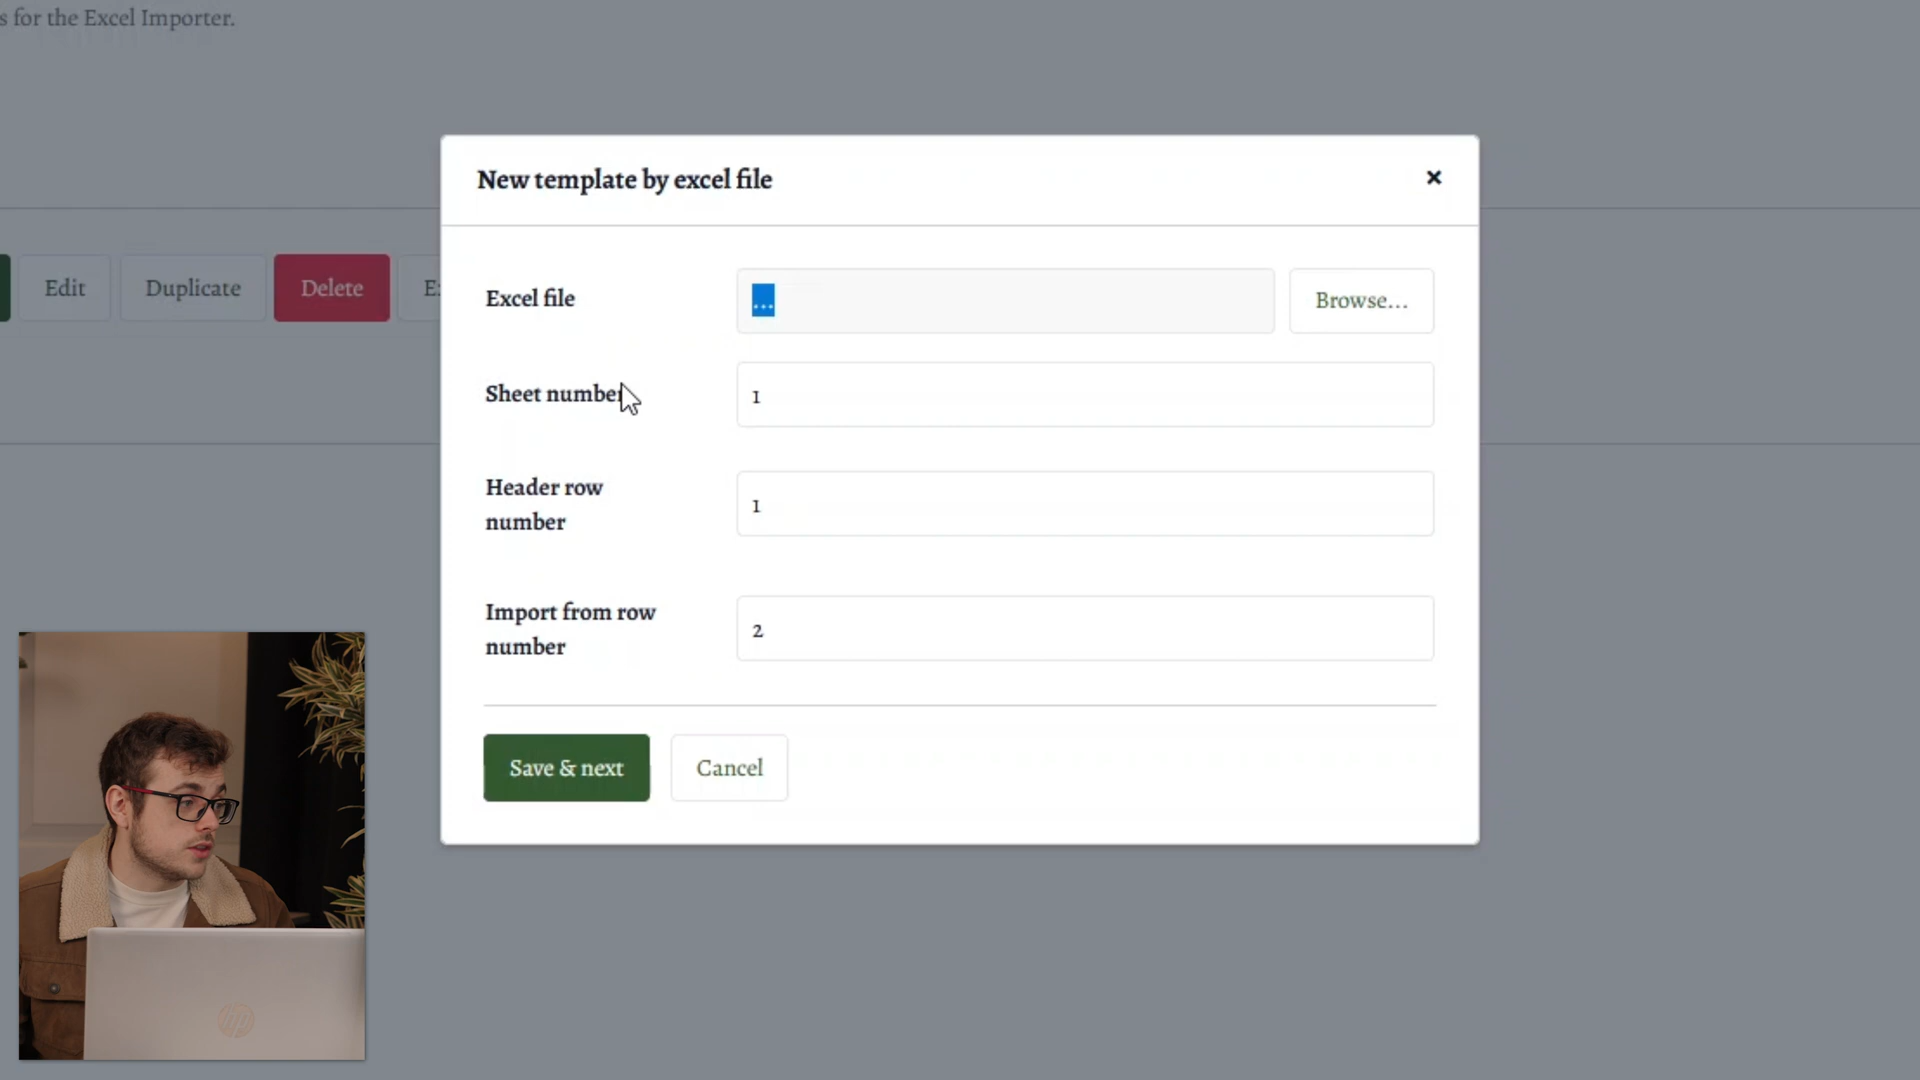 s for the Excel Importer.
New template by excel file
×
Edit
Duplicate
Delete
Excel file
...
Browse...
Sheet number
1
Header row
number
1
Import from row
number
2
Save & next
Cancel
hp